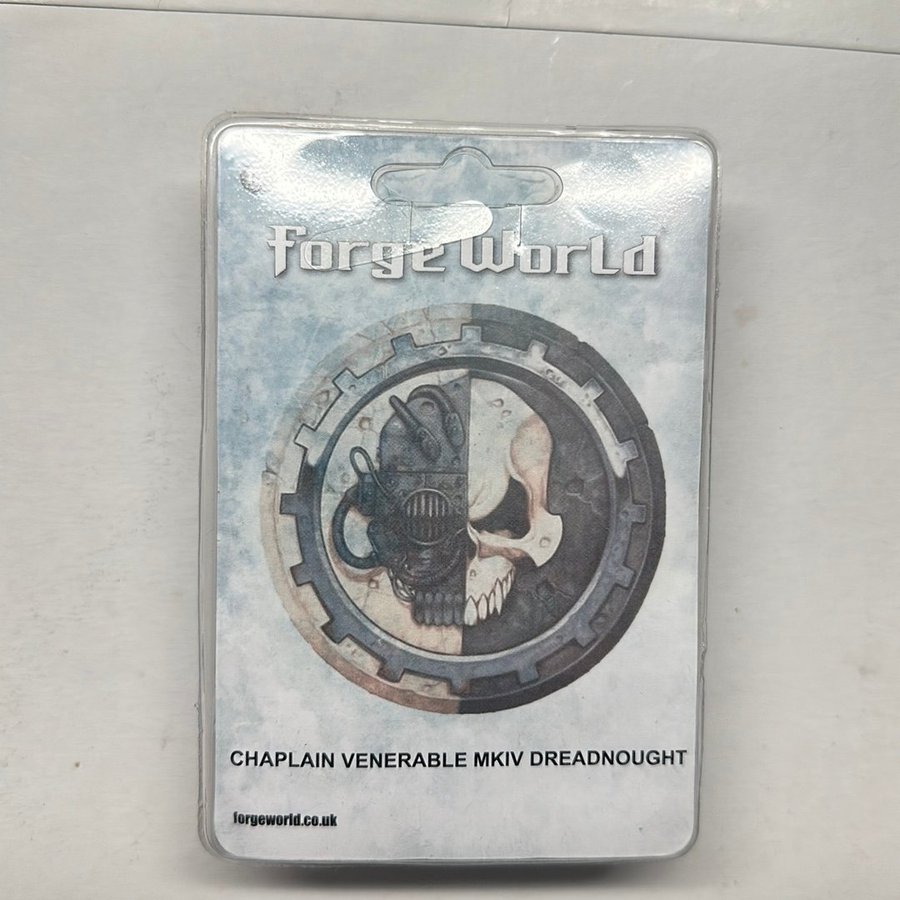 Forge World
CHAPLAIN VENERABLE MKIV DREADNOUGHT
forgeworld.co.uk